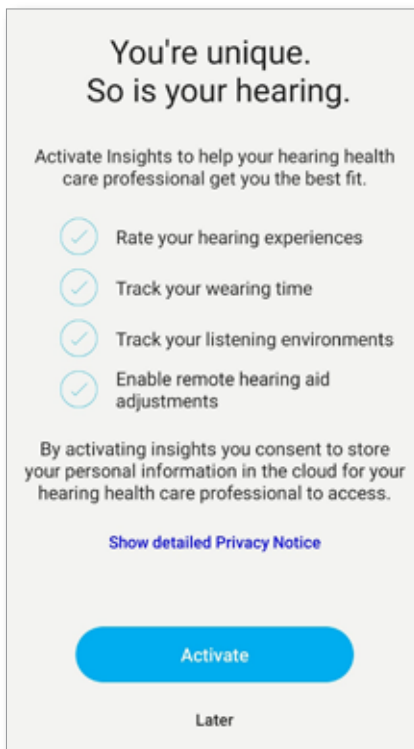 You're unique.
So is your hearing.
Activate Insights to help your hearing health
care professional get you the best fit.
Rate your hearing experiences
Track your wearing time
Track your listening environments
Enable remote hearing aid
adjustments
By activating insights you consent to store
your personal information in the cloud for your
hearing health care professional to access.
Show detailed Privacy Notice
Activate
Later